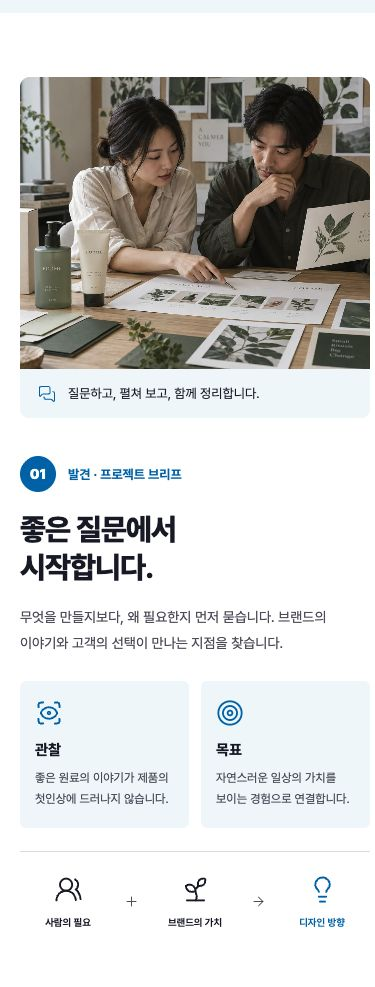 A
CALMER
YOU
Small
Rituals
Big
Change
질문하고, 펼쳐 보고, 함께 정리합니다.
01 발견 · 프로젝트 브리프
좋은 질문에서
시작합니다.
무엇을 만들지보다, 왜 필요한지 먼저 묻습니다. 브랜드의
이야기와 고객의 선택이 만나는 지점을 찾습니다.
관찰
좋은 원료의 이야기가 제품의
첫인상에 드러나지 않습니다.
목표
자연스러운 일상의 가치를
보이는 경험으로 연결합니다.
사람의 필요 + 브랜드의 가치 → 디자인 방향